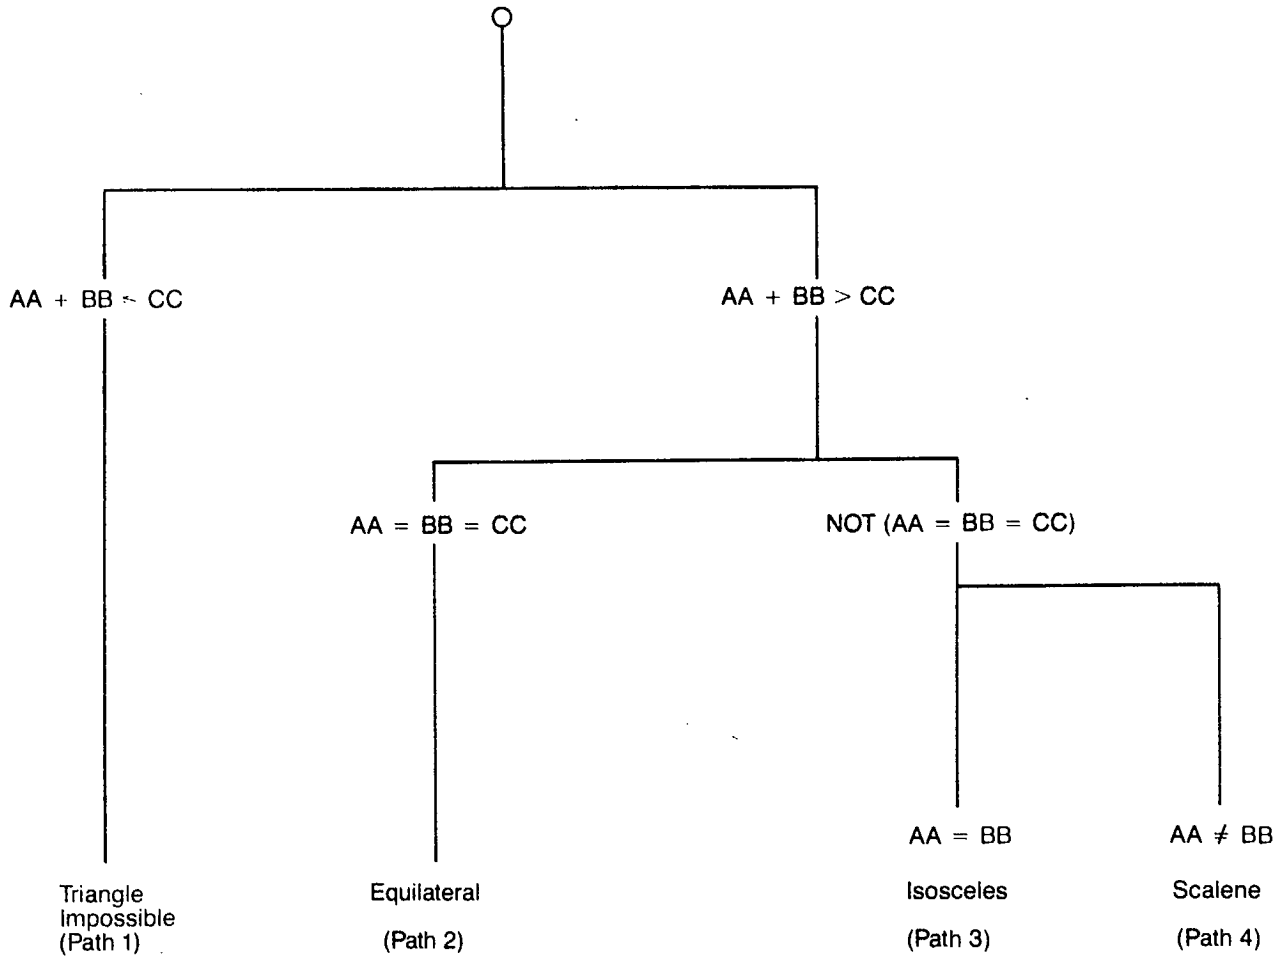 AA + BB CC
AA + BB > CC
AA = BB = CC
NOT (AA = BB = CC)
AA = BB
AA ≠ BB
Triangle
Impossible
(Path 1)
Equilateral
(Path 2)
Isosceles
(Path 3)
Scalene
(Path 4)